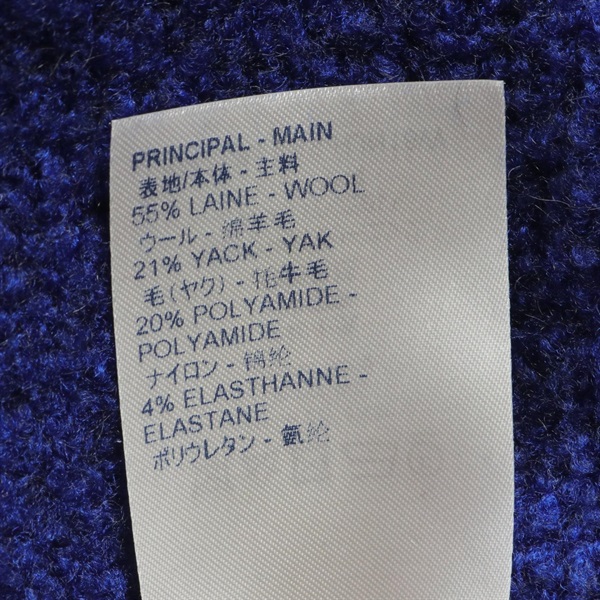 PRINCIPAL - MAIN
表地/本体 - 主料
55% LAINE - WOOL
ウール - 绵羊毛
21% YACK - YAK
毛(ヤク) - 牦牛毛
20% POLYAMIDE -
POLYAMIDE
ナイロン - 锦纶
4% ELASTHANNE -
ELASTANE
ポリウレタン - 氨纶